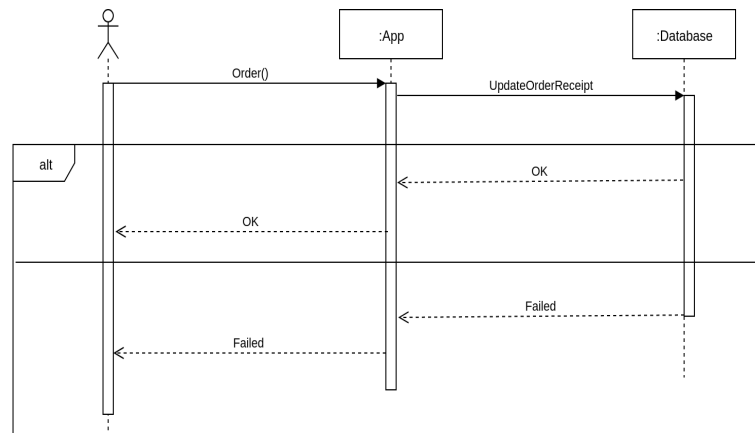 :App
:Database
Order()
UpdateOrderReceipt
alt
OK
OK
Failed
Failed